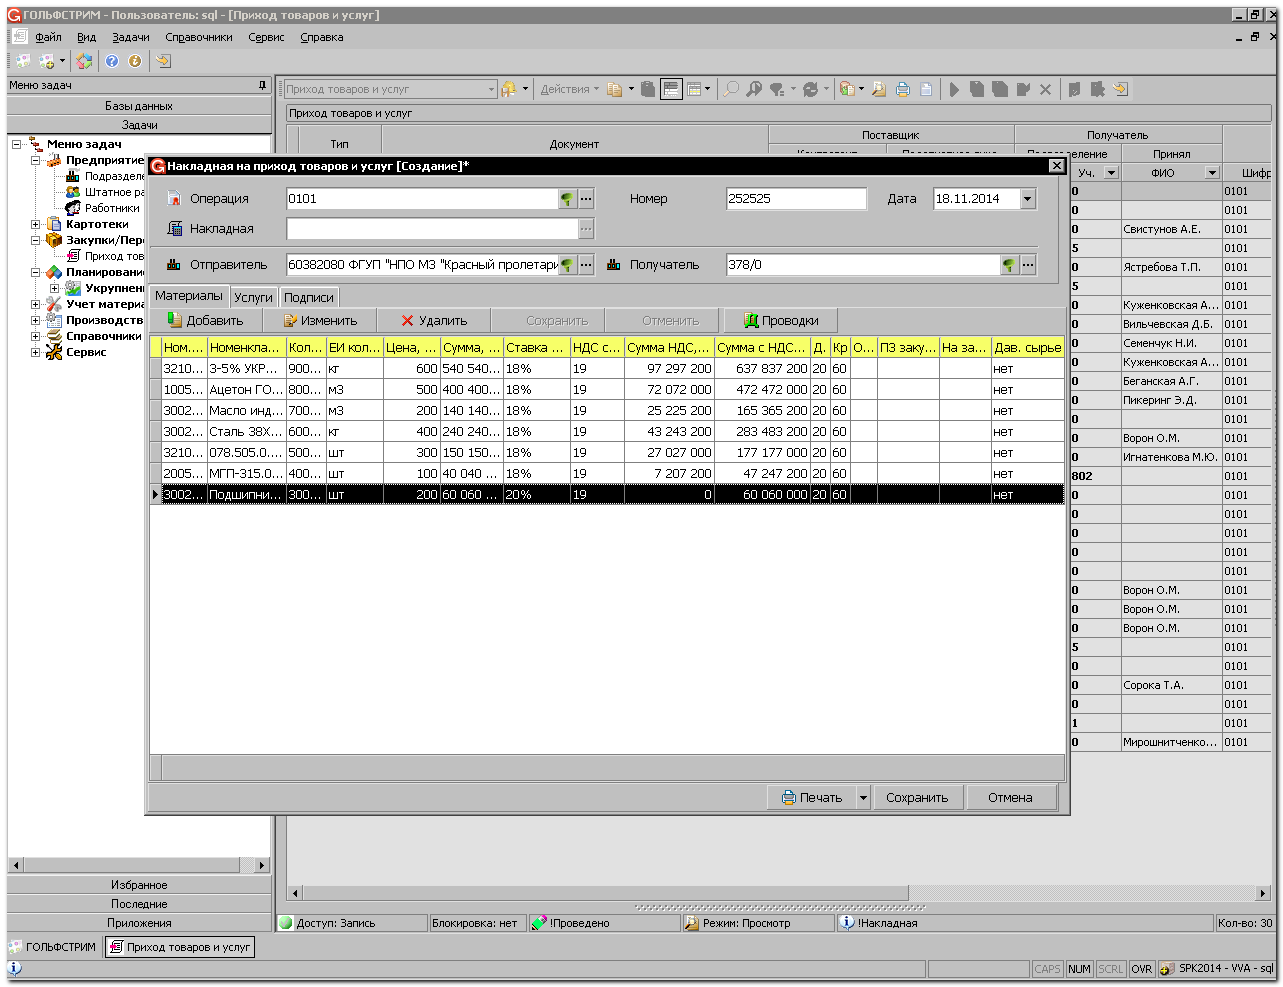 ГОЛЬФСТРИМ - Пользователь: sql - [Приход товаров и услуг]
Файл Вид Задачи Справочники Сервис Справка
Меню задач
Базы данных
Задачи
Меню задач
Предприятие
Подразделе
Штатное ра
Работники
Картотеки
Закупки/Пер
Приход тов
Планировани
Укрупнен
Учет матери
Производств
Справочники
Сервис
Избранное
Последние
Приложения
Приход товаров и услуг Действия
Приход товаров и услуг
Тип Документ Поставщик Получатель
Принял
Уч. ФИО Шифр
Накладная на приход товаров и услуг [Создание]*
Операция 0101 Номер 252525 Дата 18.11.2014
Накладная
Отправитель 60382080 ФГУП "НПО МЗ "Красный пролетари Получатель 378/0
Материалы Услуги Подписи
Добавить Изменить Удалить Сохранить Отменить Проводки
Ном.... Номенкла... Кол... ЕИ кол... Цена, ... Сумма, ... Ставка ... НДС с... Сумма НДС,... Сумма с НДС... Д. Кр О... ПЗ заку... На за... Дав. сырье
3210... 3-5% УКР... 900... кг 600 540 540... 18% 19 97 297 200 637 837 200 20 60 нет
1005... Ацетон ГО... 800... м3 500 400 400... 18% 19 72 072 000 472 472 000 20 60 нет
3002... Масло инд... 700... м3 200 140 140... 18% 19 25 225 200 165 365 200 20 60 нет
3002... Сталь 38Х... 600... кг 400 240 240... 18% 19 43 243 200 283 483 200 20 60 нет
3210... 078.505.0.... 500... шт 300 150 150... 18% 19 27 027 000 177 177 000 20 60 нет
2005... МГП-315.0... 400... шт 100 40 040 ... 18% 19 7 207 200 47 247 200 20 60 нет
3002... Подшипни... 300... шт 200 60 060 ... 20% 19 0 60 060 000 20 60 нет
Печать Сохранить Отмена
0 0101
0 0101
0 Свистунов А.Е. 0101
5 0101
0 Ястребова Т.П. 0101
5 0101
0 Куженковская А... 0101
0 Вильчевская Д.Б. 0101
0 Семенчук Н.И. 0101
0 Куженковская А... 0101
0 Беганская А.Г. 0101
0 Пикеринг Э.Д. 0101
0 0101
0 Ворон О.М. 0101
0 Игнатенкова М.Ю. 0101
802 0101
0 0101
0 0101
0 0101
0 0101
0 0101
0 Ворон О.М. 0101
0 Ворон О.М. 0101
0 Ворон О.М. 0101
5 0101
0 0101
0 Сорока Т.А. 0101
0 0101
1 0101
0 Мирошнитченко... 0101
Доступ: Запись Блокировка: нет !Проведено Режим: Просмотр !Накладная Кол-во: 30
ГОЛЬФСТРИМ Приход товаров и услуг
CAPS NUM SCRL OVR SPK2014 - VVA - sql